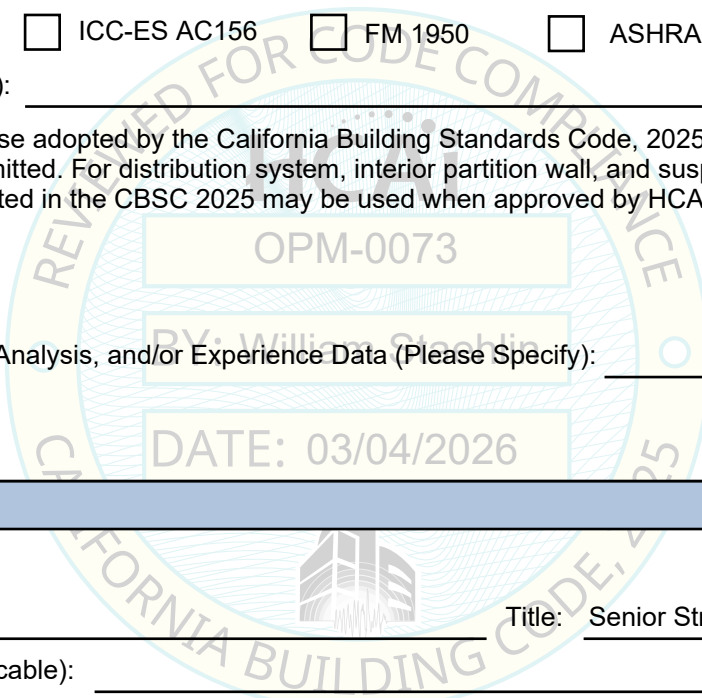 ICC-ES AC156 FM 1950 ASHRA
):
se adopted by the California Building Standards Code, 2025
nitted. For distribution system, interior partition wall, and susp
ted in the CBSC 2025 may be used when approved by HCA
REVIEWED FOR CODE COMPLIANCE
HCAi
OPM-0073
BY: William Staehlin
Analysis, and/or Experience Data (Please Specify):
DATE: 03/04/2026
Title: Senior Str
cable):
CALIFORNIA BUILDING CODE, 2025